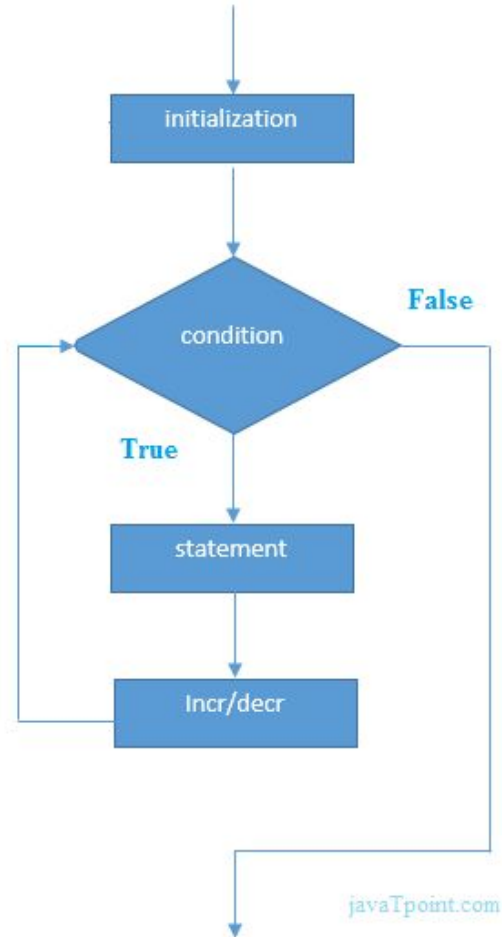 initialization
condition
False
True
statement
Incr/decr
javaTpoint.com